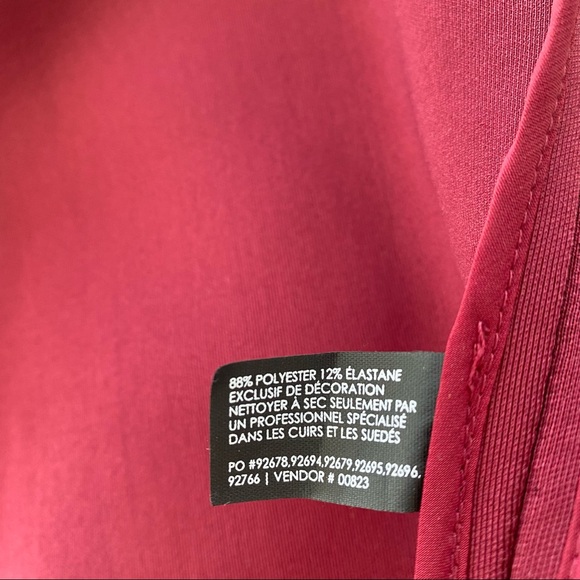 88% POLYESTER 12% ÉLASTANE
EXCLUSIF DE DÉCORATION
NETTOYER À SEC SEULEMENT PAR
UN PROFESSIONNEL SPÉCIALISÉ
DANS LES CUIRS ET LES SUEDÉS
PO #92678,92694,92679,92695,92696,
92766 | VENDOR # 00823